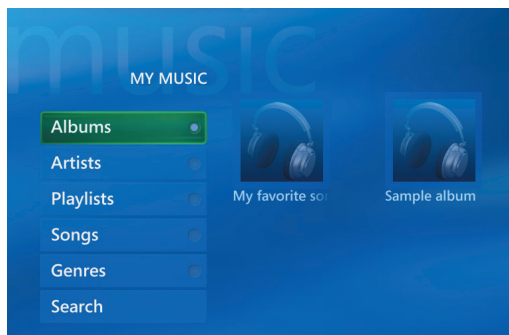 music
MY MUSIC
Albums
Artists
Playlists
Songs
Genres
Search
My favorite so
Sample album